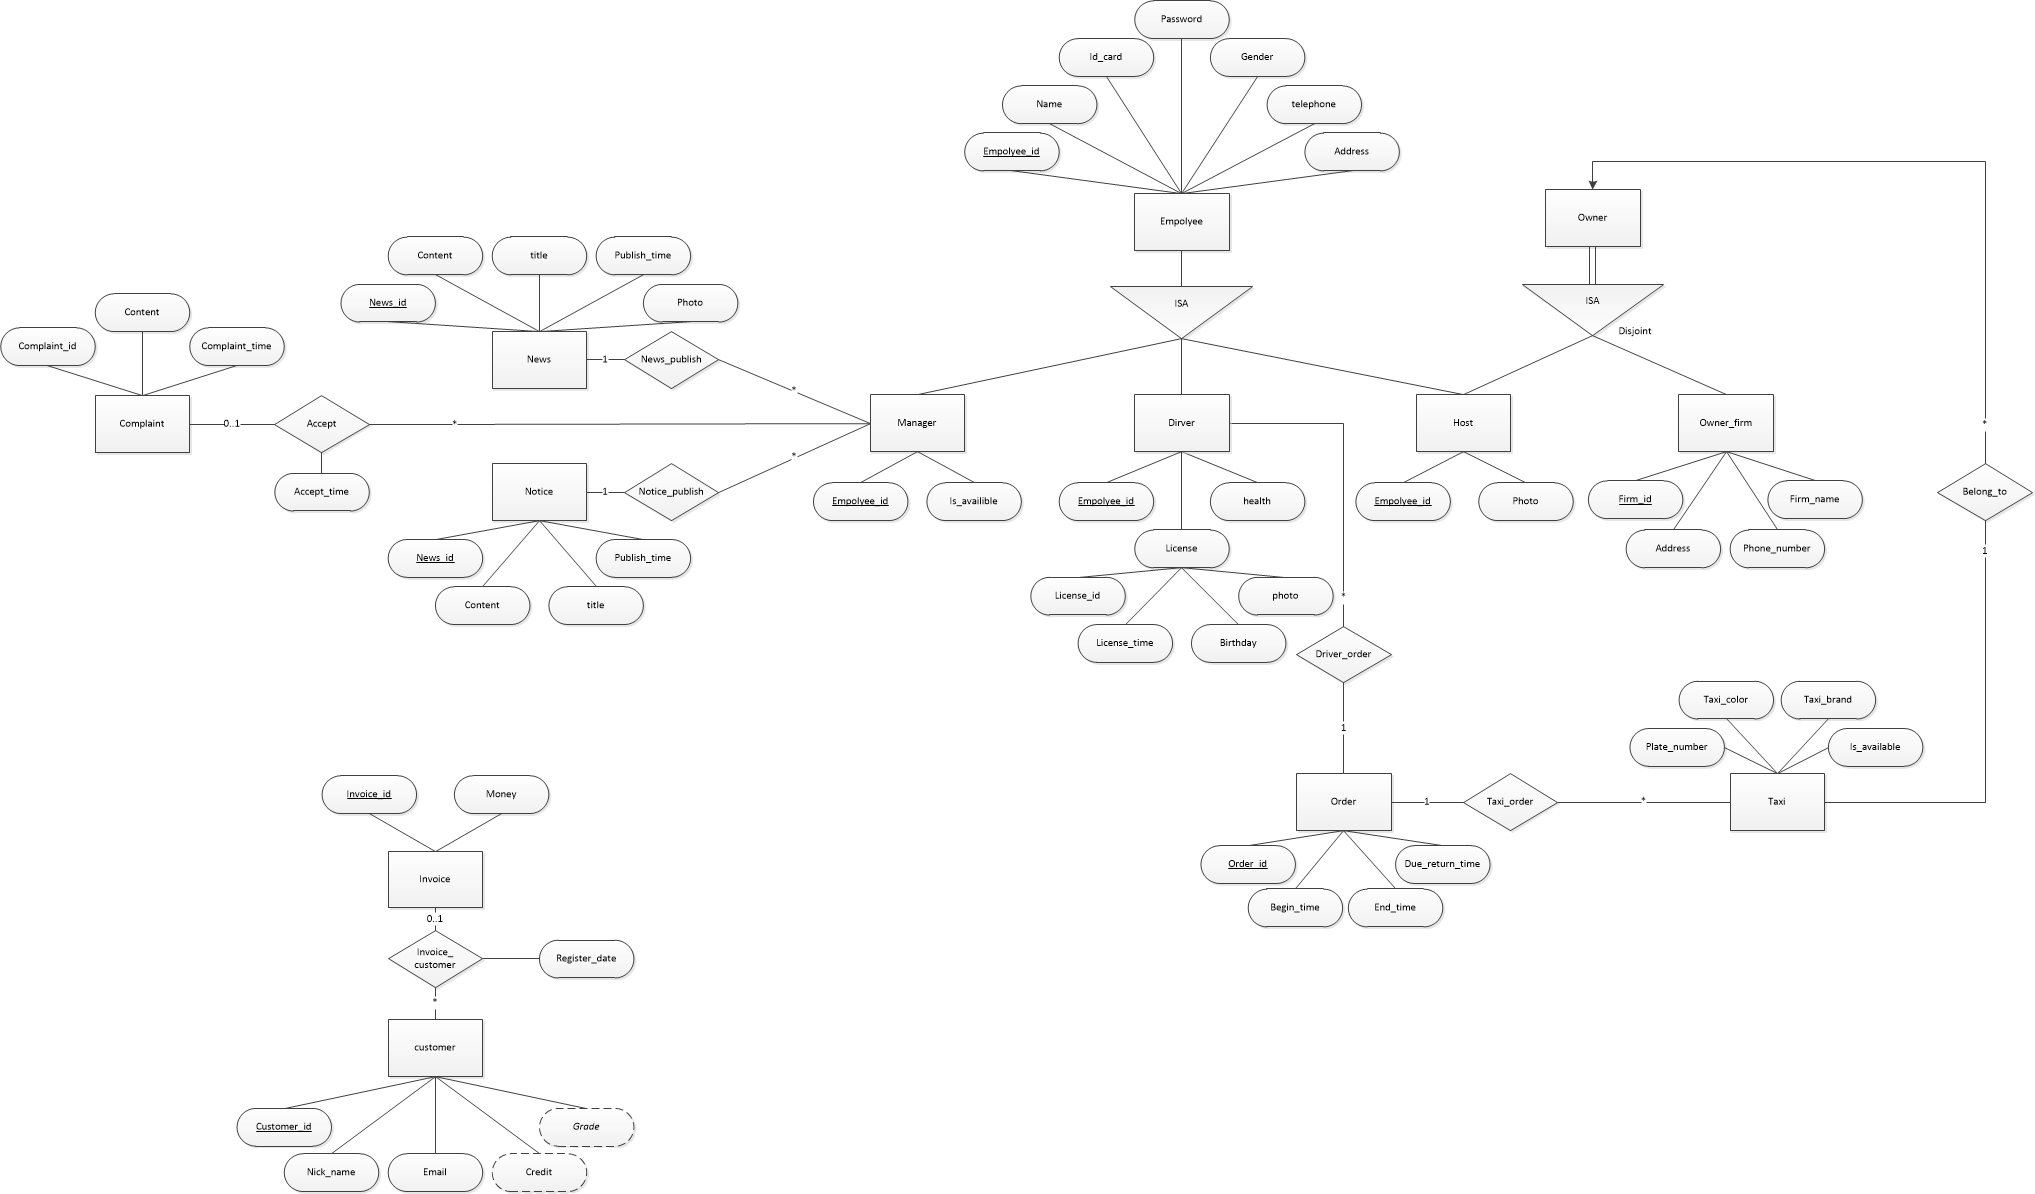 Password
Id_card
Gender
Name
telephone
Empolyee_id
Address
Empolyee
Owner
Content
title
Publish_time
News_id
Photo
ISA
ISA
Disjoint
Content
Complaint_id
Complaint_time
News
1
News_publish
*
Complaint
0..1
Accept
*
Manager
Dirver
Host
Owner_firm
*
Accept_time
Notice
1
Notice_publish
*
Empolyee_id
Is_availible
Empolyee_id
health
Empolyee_id
Photo
Firm_id
Firm_name
Belong_to
News_id
Publish_time
License
Address
Phone_number
1
Content
title
License_id
photo
*
License_time
Birthday
Driver_order
Taxi_color
Taxi_brand
1
Plate_number
Is_available
Invoice_id
Money
Order
1
Taxi_order
*
Taxi
Invoice
Order_id
Due_return_time
Begin_time
End_time
0..1
Invoice_
customer
Register_date
*
customer
Customer_id
Grade
Nick_name
Email
Credit